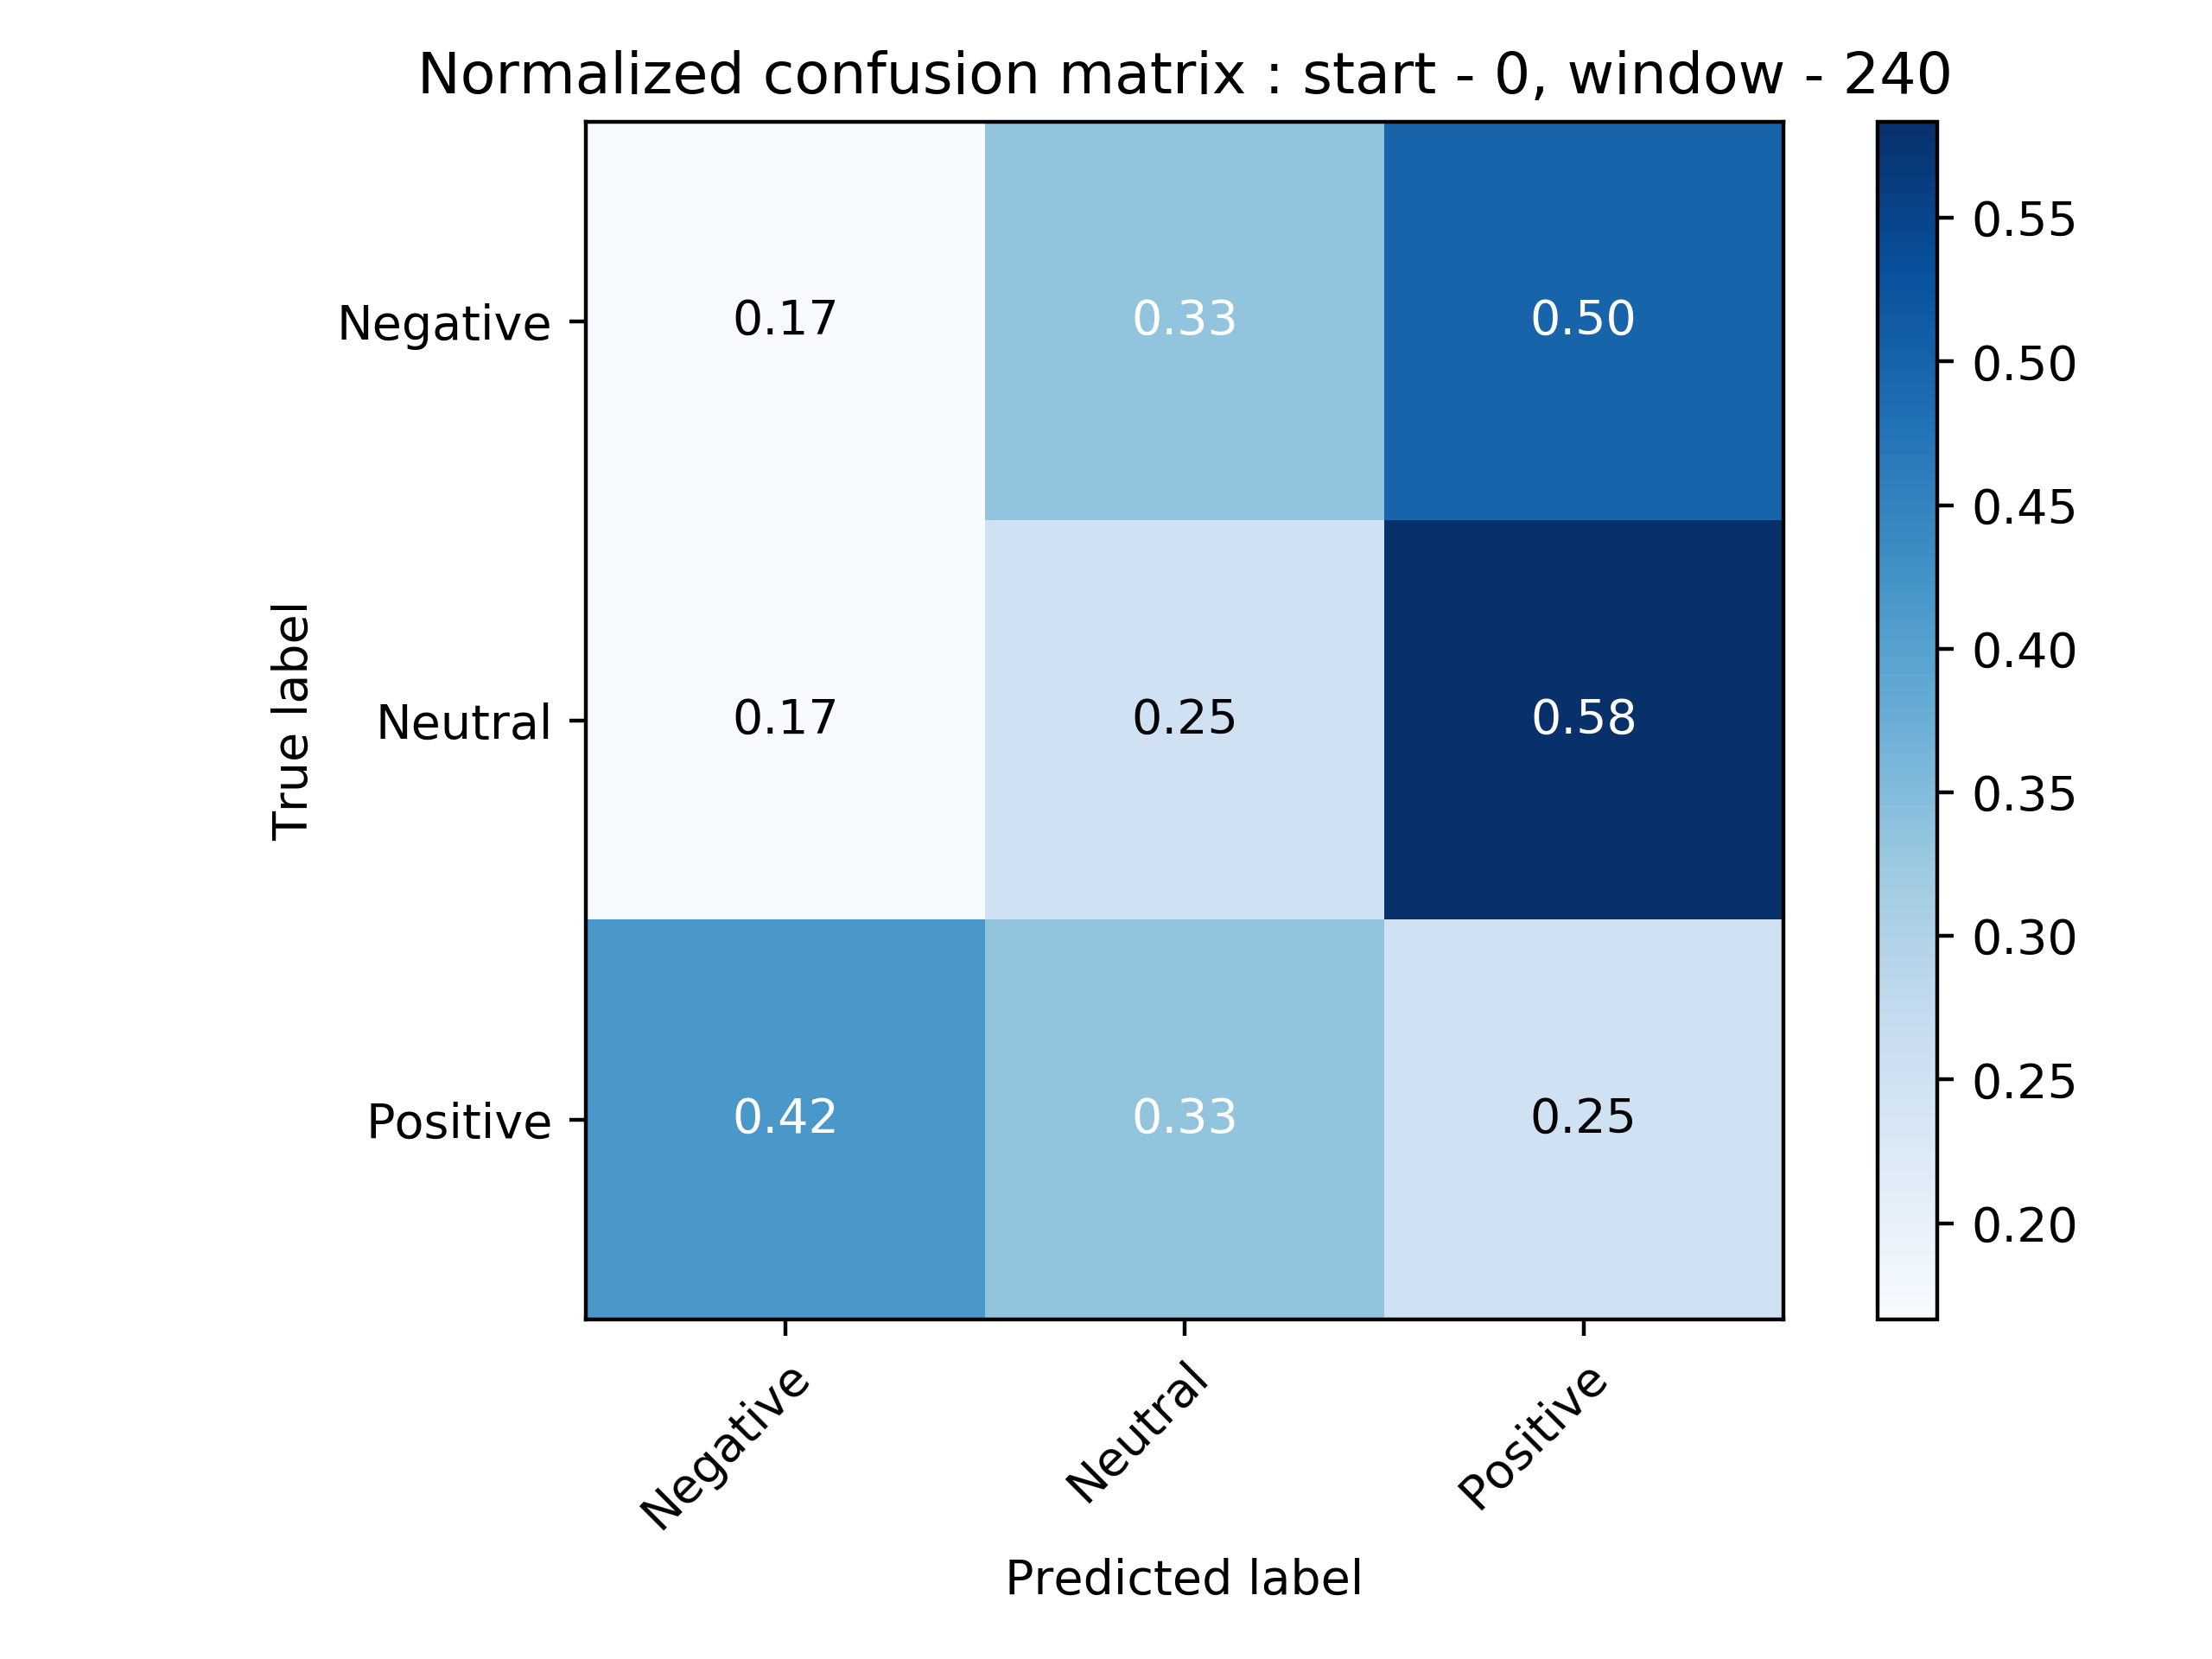 Normalized confusion matrix : start - 0, window - 240
True label
Negative
0.17 0.33 0.50
Neutral
0.17 0.25 0.58
Positive
0.42 0.33 0.25
Negative
Neutral
Positive
Predicted label
0.55
0.50
0.45
0.40
0.35
0.30
0.25
0.20